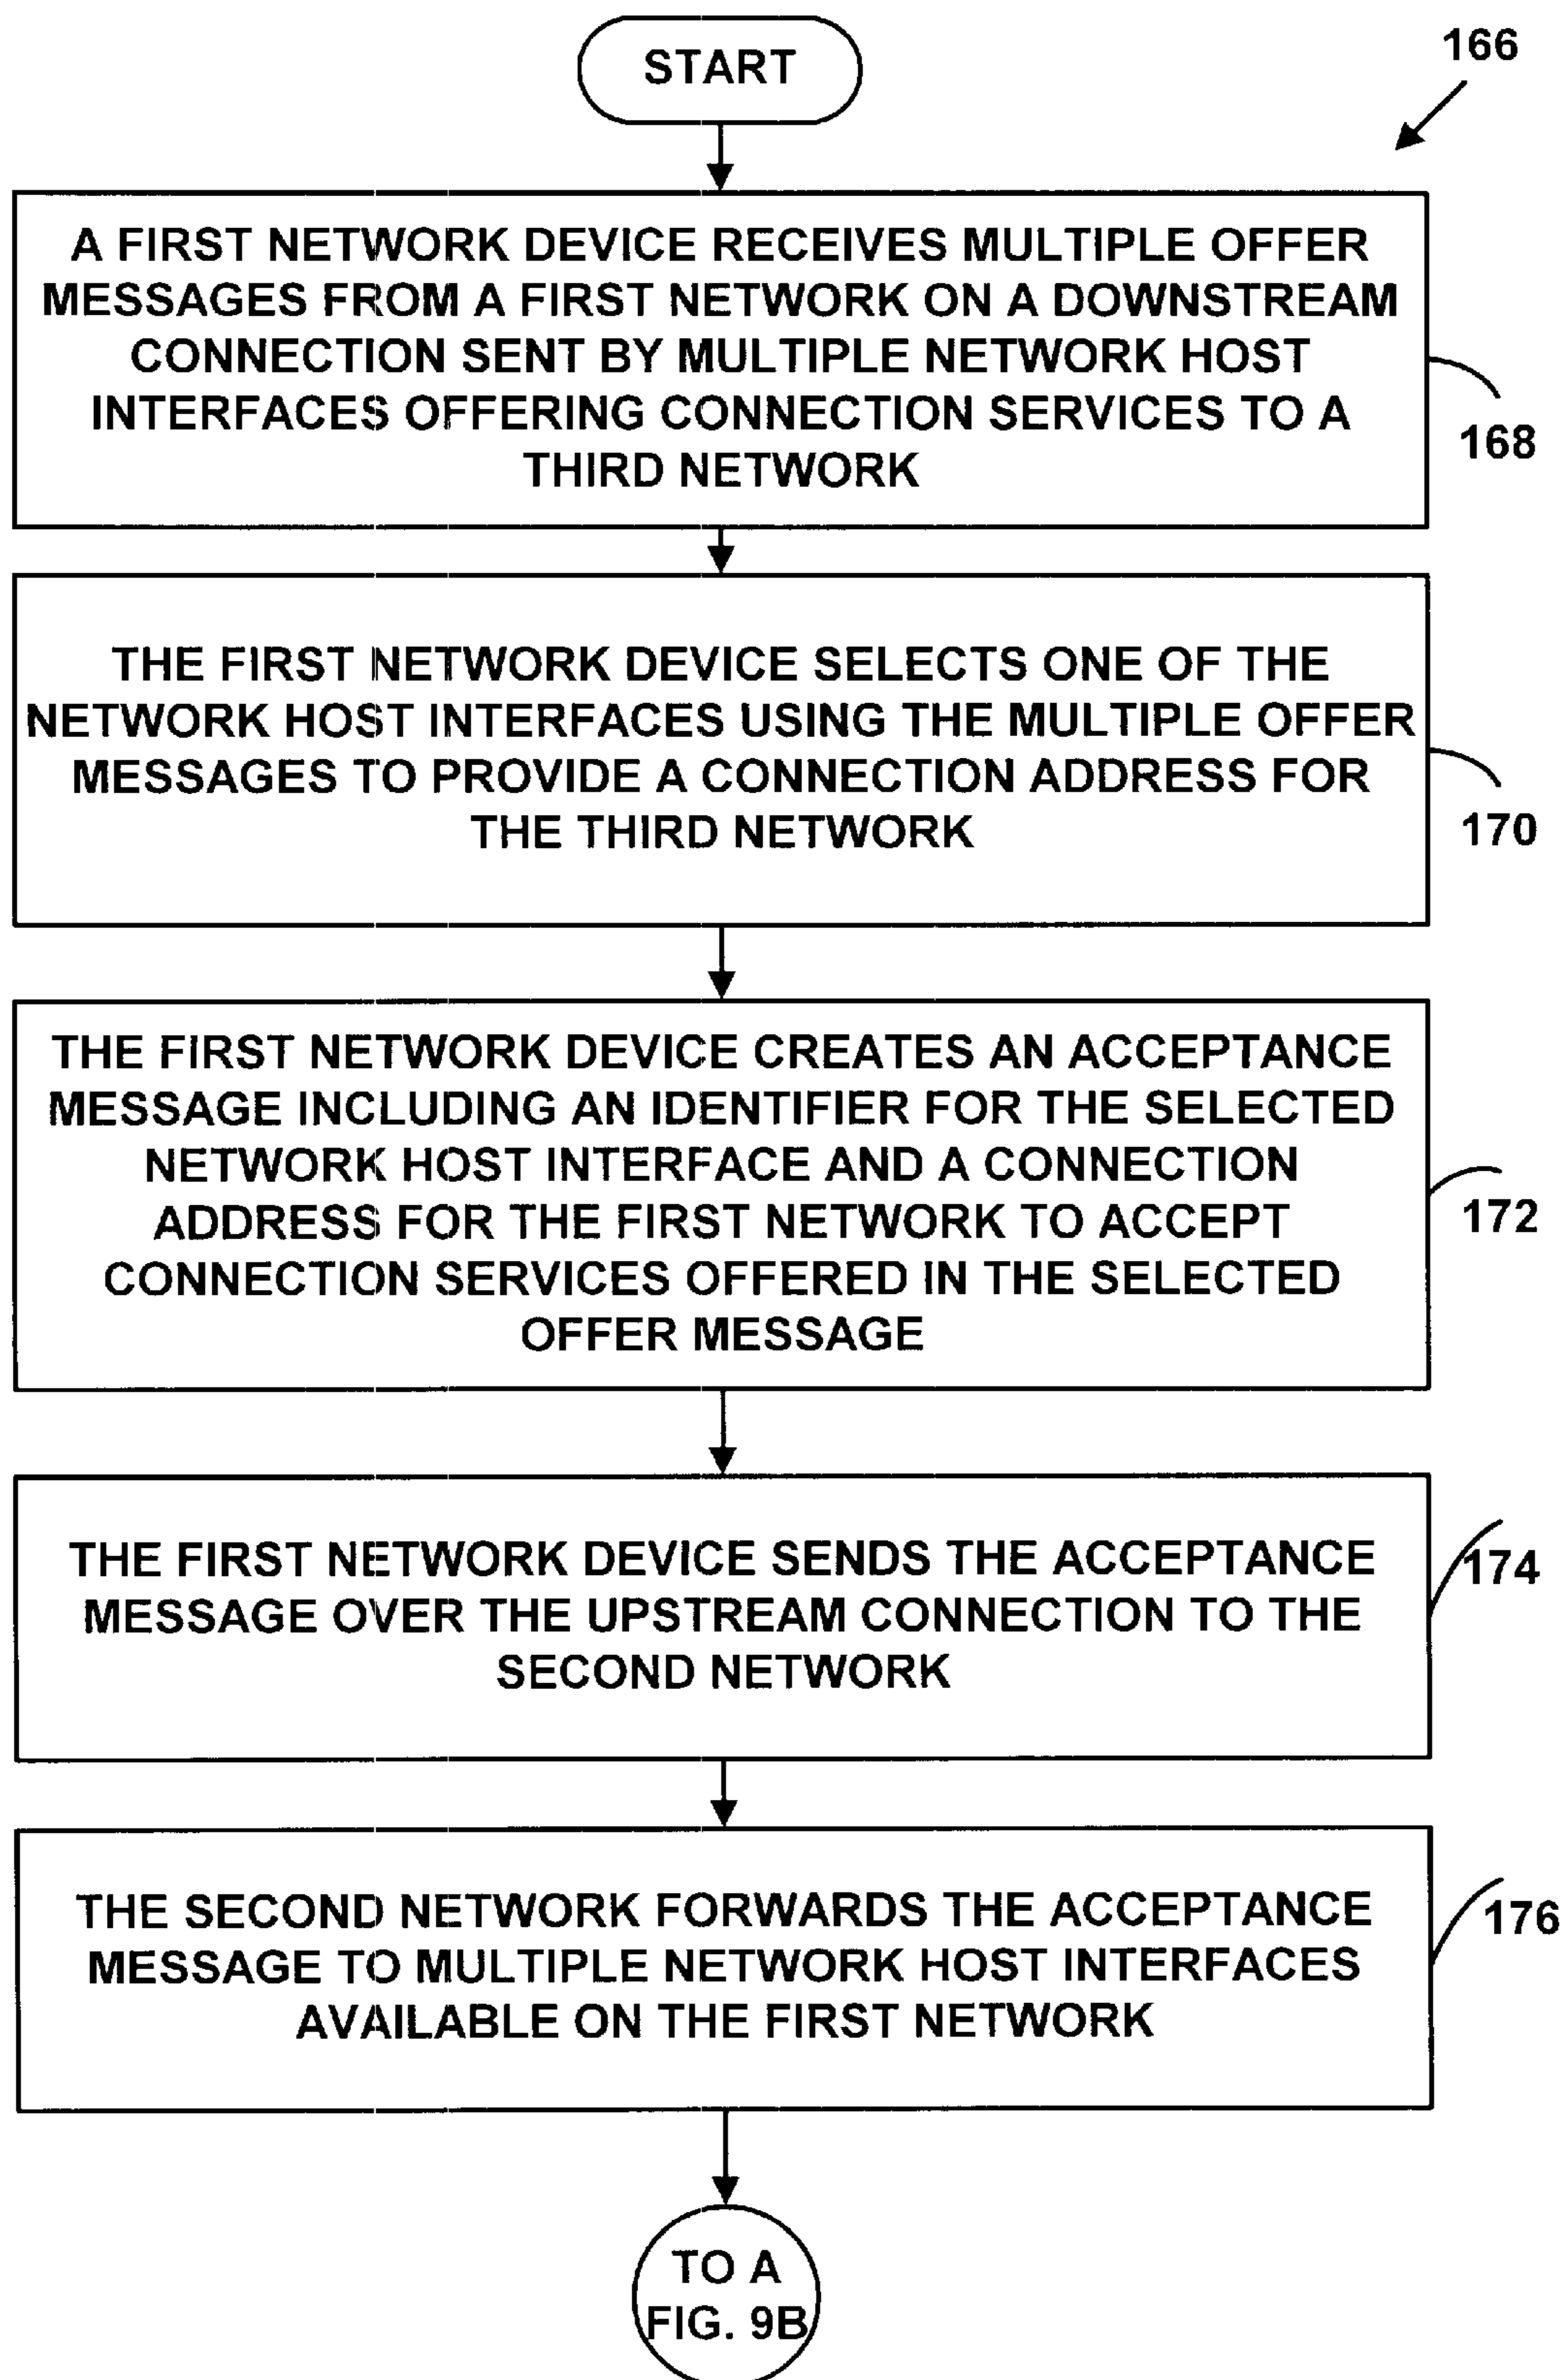 START
166
A FIRST NETWORK DEVICE RECEIVES MULTIPLE OFFER
MESSAGES FROM A FIRST NETWORK ON A DOWNSTREAM
CONNECTION SENT BY MULTIPLE NETWORK HOST
INTERFACES OFFERING CONNECTION SERVICES TO A
THIRD NETWORK
168
THE FIRST NETWORK DEVICE SELECTS ONE OF THE
NETWORK HOST INTERFACES USING THE MULTIPLE OFFER
MESSAGES TO PROVIDE A CONNECTION ADDRESS FOR
THE THIRD NETWORK
170
THE FIRST NETWORK DEVICE CREATES AN ACCEPTANCE
MESSAGE INCLUDING AN IDENTIFIER FOR THE SELECTED
NETWORK HOST INTERFACE AND A CONNECTION
ADDRESS FOR THE FIRST NETWORK TO ACCEPT
CONNECTION SERVICES OFFERED IN THE SELECTED
OFFER MESSAGE
172
THE FIRST NETWORK DEVICE SENDS THE ACCEPTANCE
MESSAGE OVER THE UPSTREAM CONNECTION TO THE
SECOND NETWORK
174
THE SECOND NETWORK FORWARDS THE ACCEPTANCE
MESSAGE TO MULTIPLE NETWORK HOST INTERFACES
AVAILABLE ON THE FIRST NETWORK
176
TO A
FIG. 9B